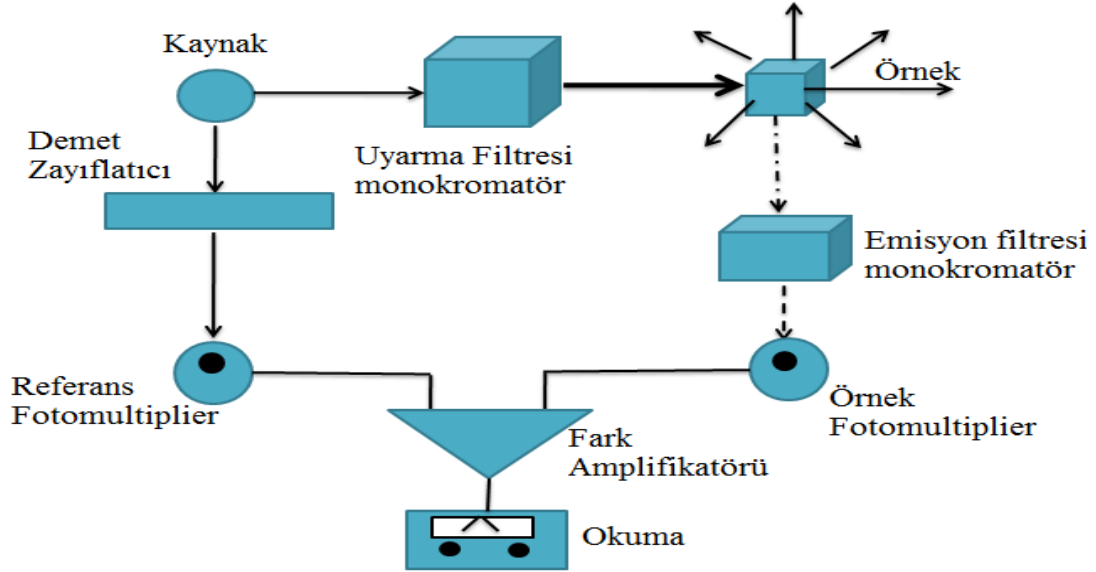 Kaynak
Örnek
Demet
Zayıflatıcı
Uyarma Filtresi
monokromatör
Emisyon filtresi
monokromatör
Referans
Fotomultiplier
Örnek
Fotomultiplier
Fark
Amplifikatörü
Okuma